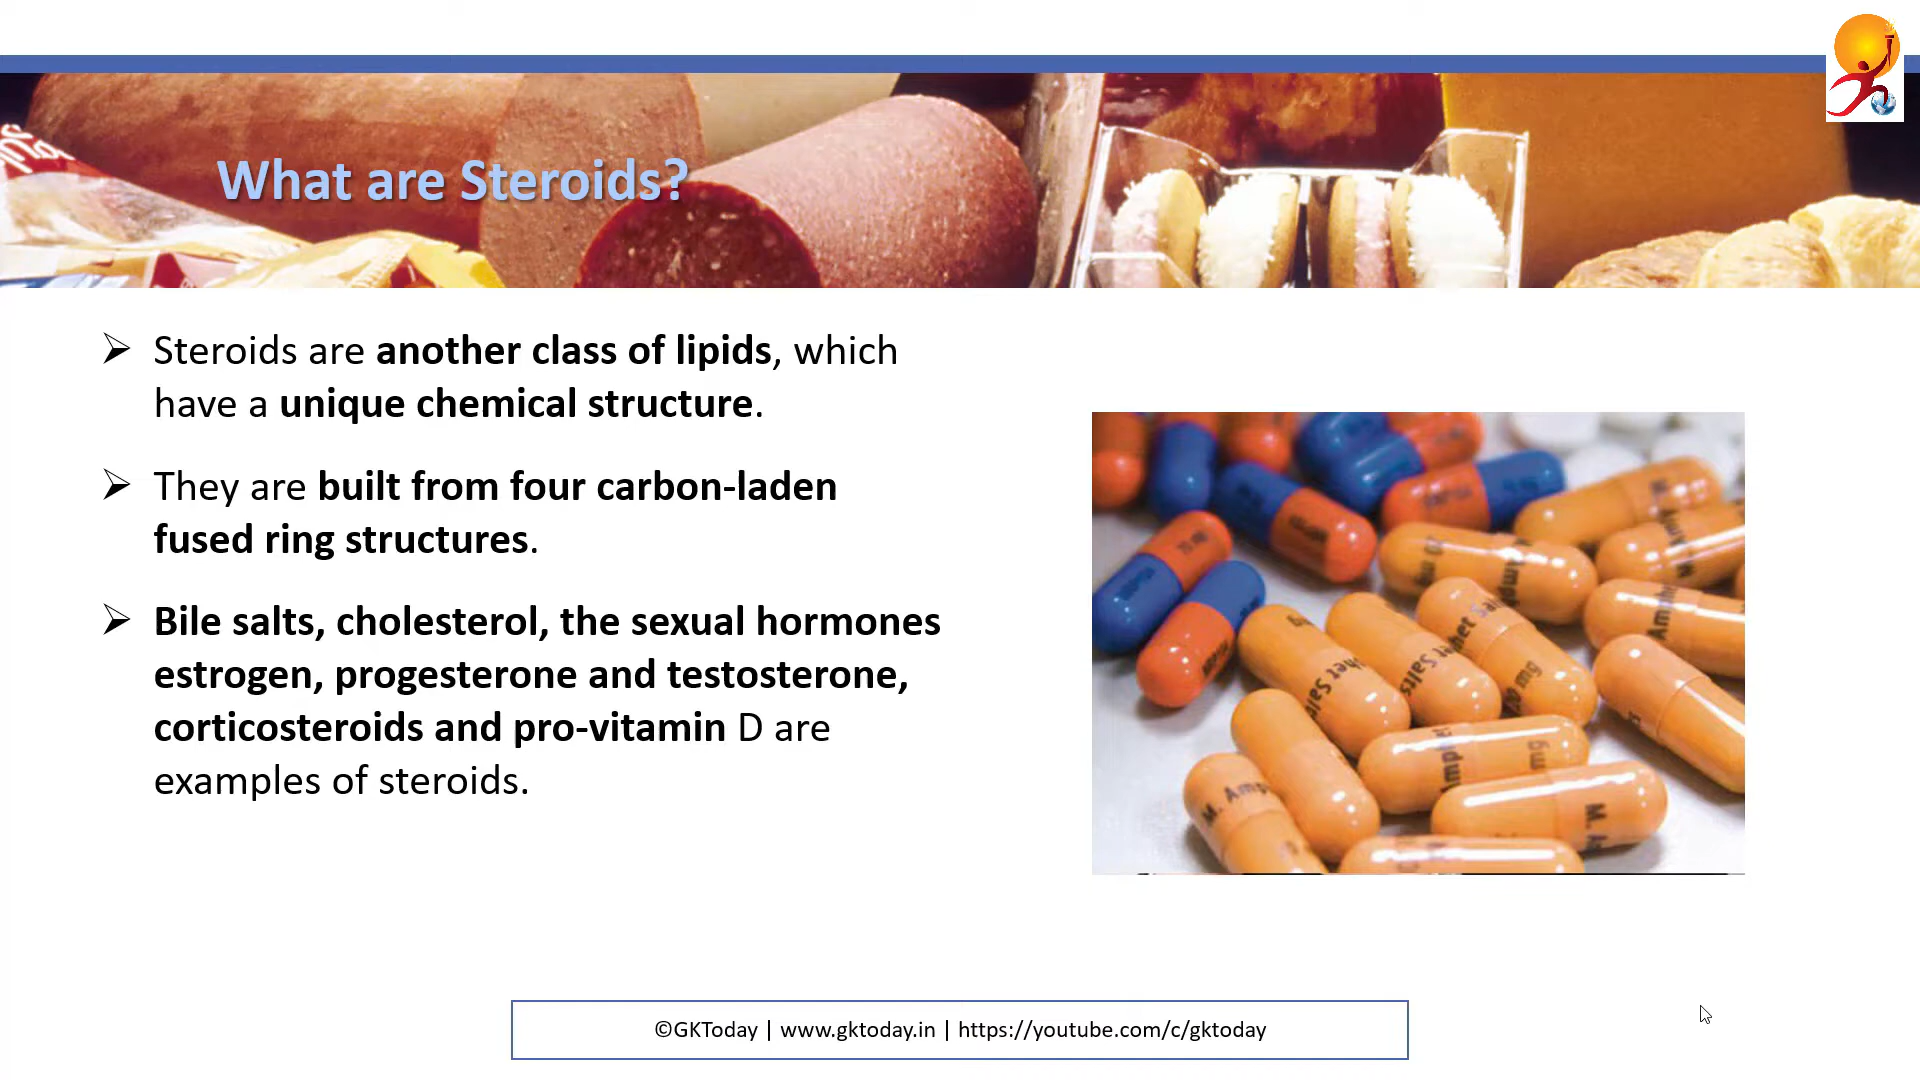 What are Steroids?
➢ Steroids are another class of lipids, which
have a unique chemical structure.
➢ They are built from four carbon-laden
fused ring structures.
➢ Bile salts, cholesterol, the sexual hormones
estrogen, progesterone and testosterone,
corticosteroids and pro-vitamin D are
examples of steroids.
M. Amp
©GKToday | www.gktoday.in | https://youtube.com/c/gktoday